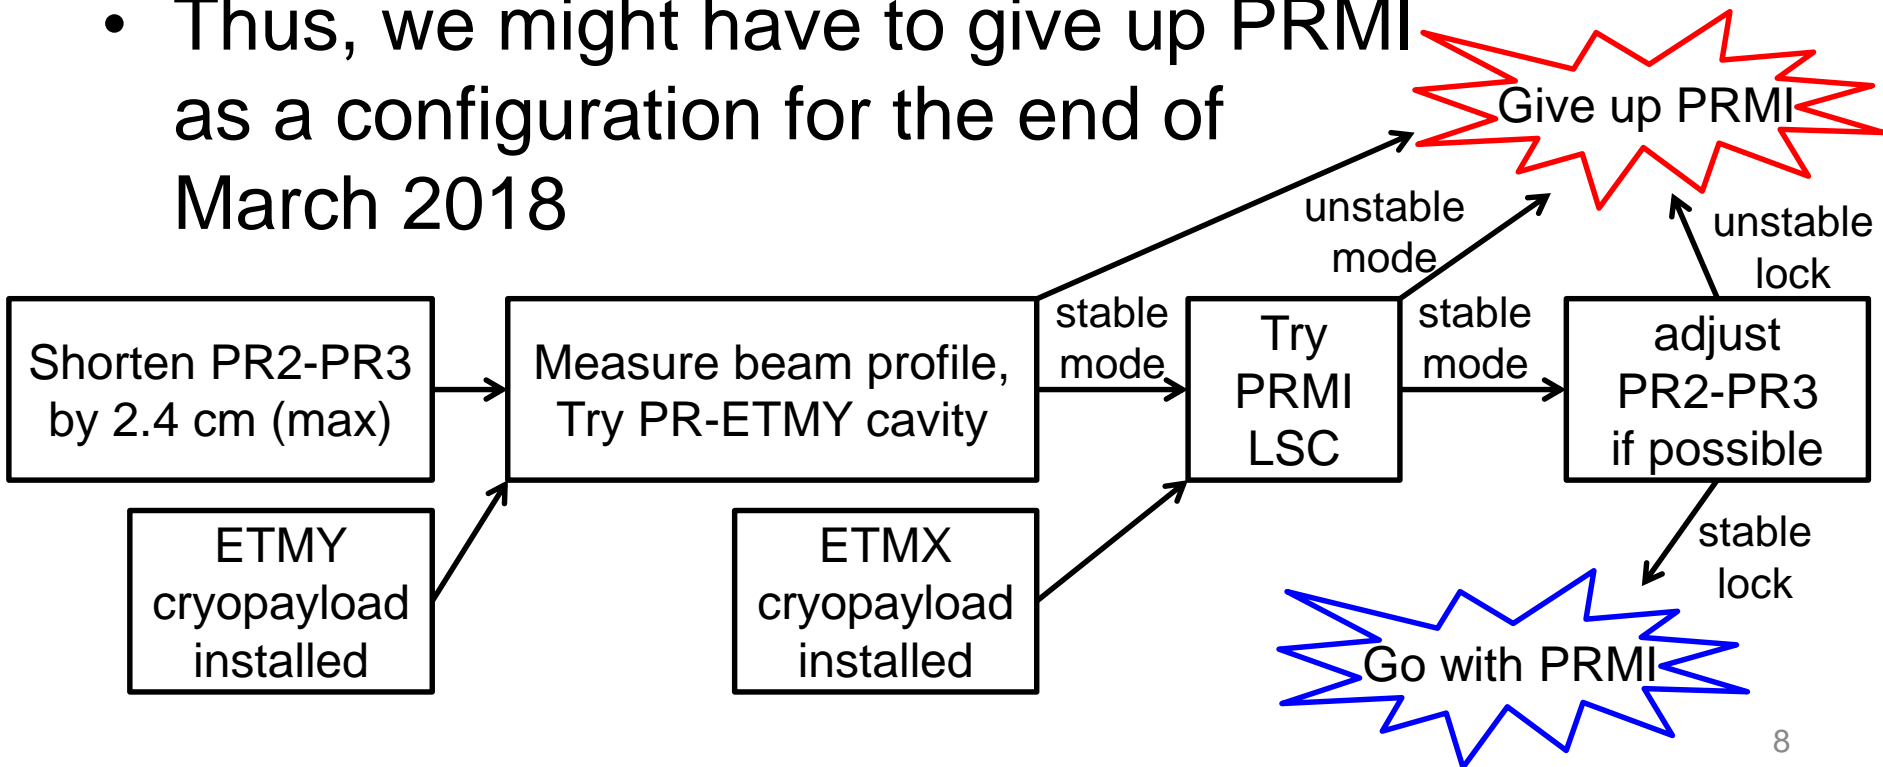 • Thus, we might have to give up PRMI
as a configuration for the end of
March 2018
Give up PRMI
unstable
mode
unstable
lock
Shorten PR2-PR3
by 2.4 cm (max)
Measure beam profile,
Try PR-ETMY cavity
stable
mode
Try
PRMI
LSC
stable
mode
adjust
PR2-PR3
if possible
ETMY
cryopayload
installed
ETMX
cryopayload
installed
stable
lock
Go with PRMI
8